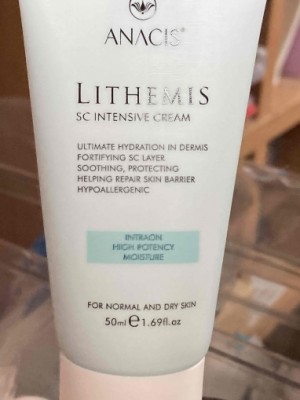 ANACIS®
LITHEMIS
SC INTENSIVE CREAM
ULTIMATE HYDRATION IN DERMIS
FORTIFYING SC LAYER
SOOTHING, PROTECTING
HELPING REPAIR SKIN BARRIER
HYPOALLERGENIC
INTRAON
HIGH POTENCY
MOISTURE
FOR NORMAL AND DRY SKIN
50ml e 1.69fl.oz